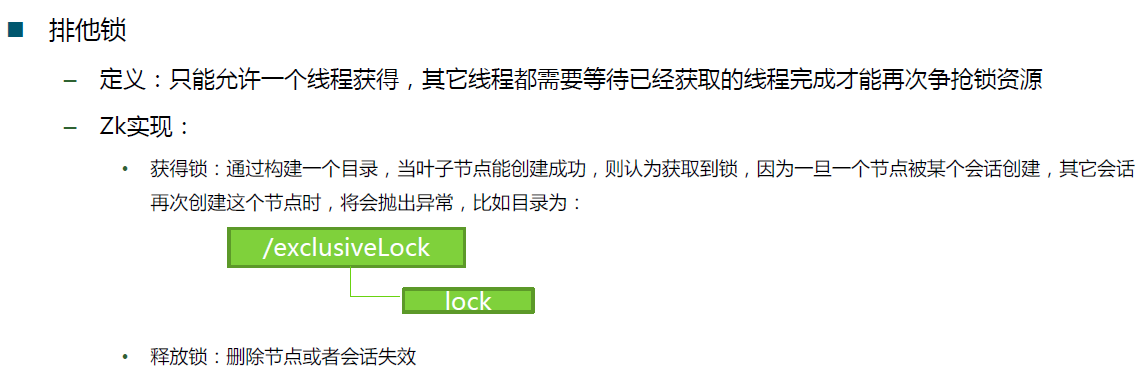 排他锁
定义：只能允许一个线程获得，其它线程都需要等待已经获取的线程完成才能再次争抢锁资源
Zk实现：
获得锁：通过构建一个目录，当叶子节点能创建成功，则认为获取到锁，因为一旦一个节点被某个会话创建，其它会话
再次创建这个节点时，将会抛出异常，比如目录为：
/exclusiveLock
lock
释放锁：删除节点或者会话失效